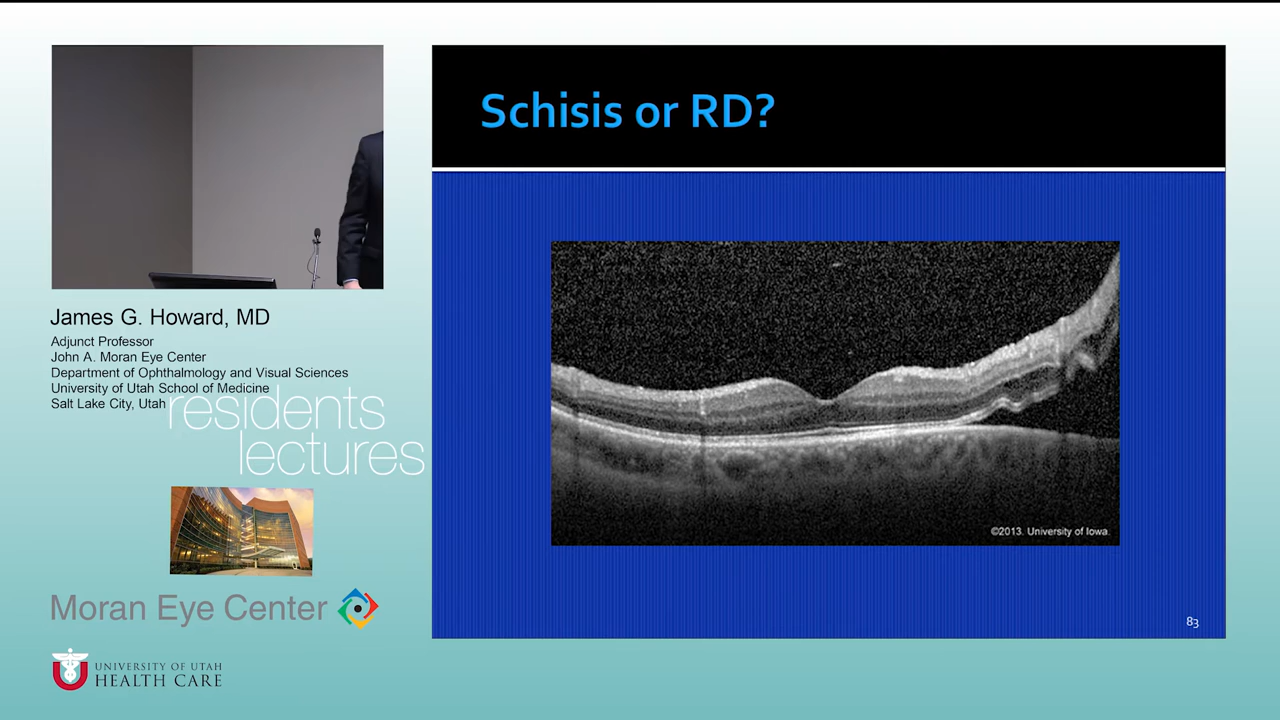 Schisis or RD?
James G. Howard, MD
Adjunct Professor
John A. Moran Eye Center
Department of Ophthalmology and Visual Sciences
University of Utah School of Medicine
Salt Lake City, Utah
residents
lectures
Moran Eye Center
UNIVERSITY OF UTAH
HEALTH CARE
©2013. University of Iowa.
83